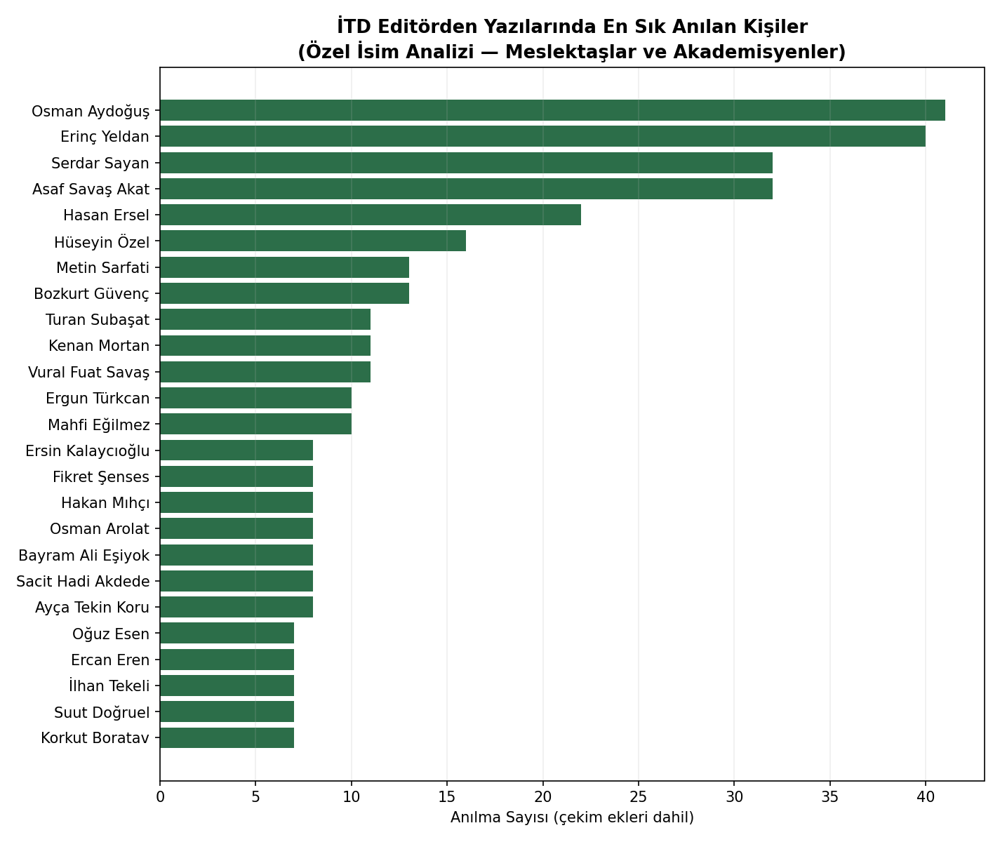 İTD Editörden Yazılarında En Sık Anılan Kişiler
(Özel İsim Analizi — Meslektaşlar ve Akademisyenler)
Osman Aydoğuş
Erinç Yeldan
Serdar Sayan
Asaf Savaş Akat
Hasan Ersel
Hüseyin Özel
Metin Sarfati
Bozkurt Güvenç
Turan Subaşat
Kenan Mortan
Vural Fuat Savaş
Ergun Türkcan
Mahfi Eğilmez
Ersin Kalaycıoğlu
Fikret Şenses
Hakan Mıhçı
Osman Arolat
Bayram Ali Eşiyok
Sacit Hadi Akdede
Ayça Tekin Koru
Oğuz Esen
Ercan Eren
İlhan Tekeli
Suut Doğruel
Korkut Boratav
0 5 10 15 20 25 30 35 40
Anılma Sayısı (çekim ekleri dahil)